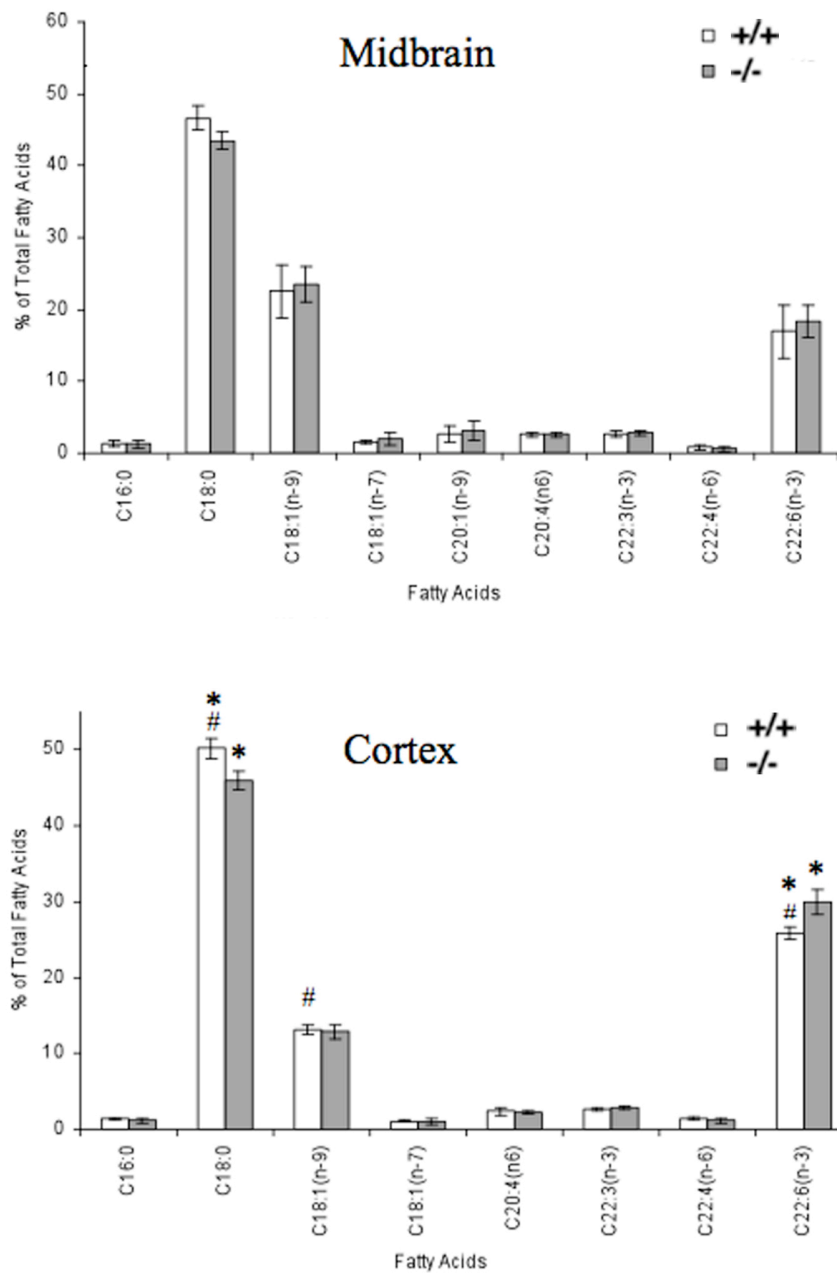 60
Midbrain
+/+
-/-
50
40
30
20
10
0
% of Total Fatty Acids
C16:0
C18:0
C18:1(n-9)
C18:1(n-7)
C20:1(n-9)
C20:4(n6)
C22:3(n-3)
C22:4(n-6)
C22:6(n-3)
Fatty Acids
*
#
*
Cortex
+/+
-/-
50
40
30
20
10
0
% of Total Fatty Acids
#
*
#
*
C16:0
C18:0
C18:1(n-9)
C18:1(n-7)
C20:4(n6)
C22:3(n-3)
C22:4(n-6)
C22:6(n-3)
Fatty Acids